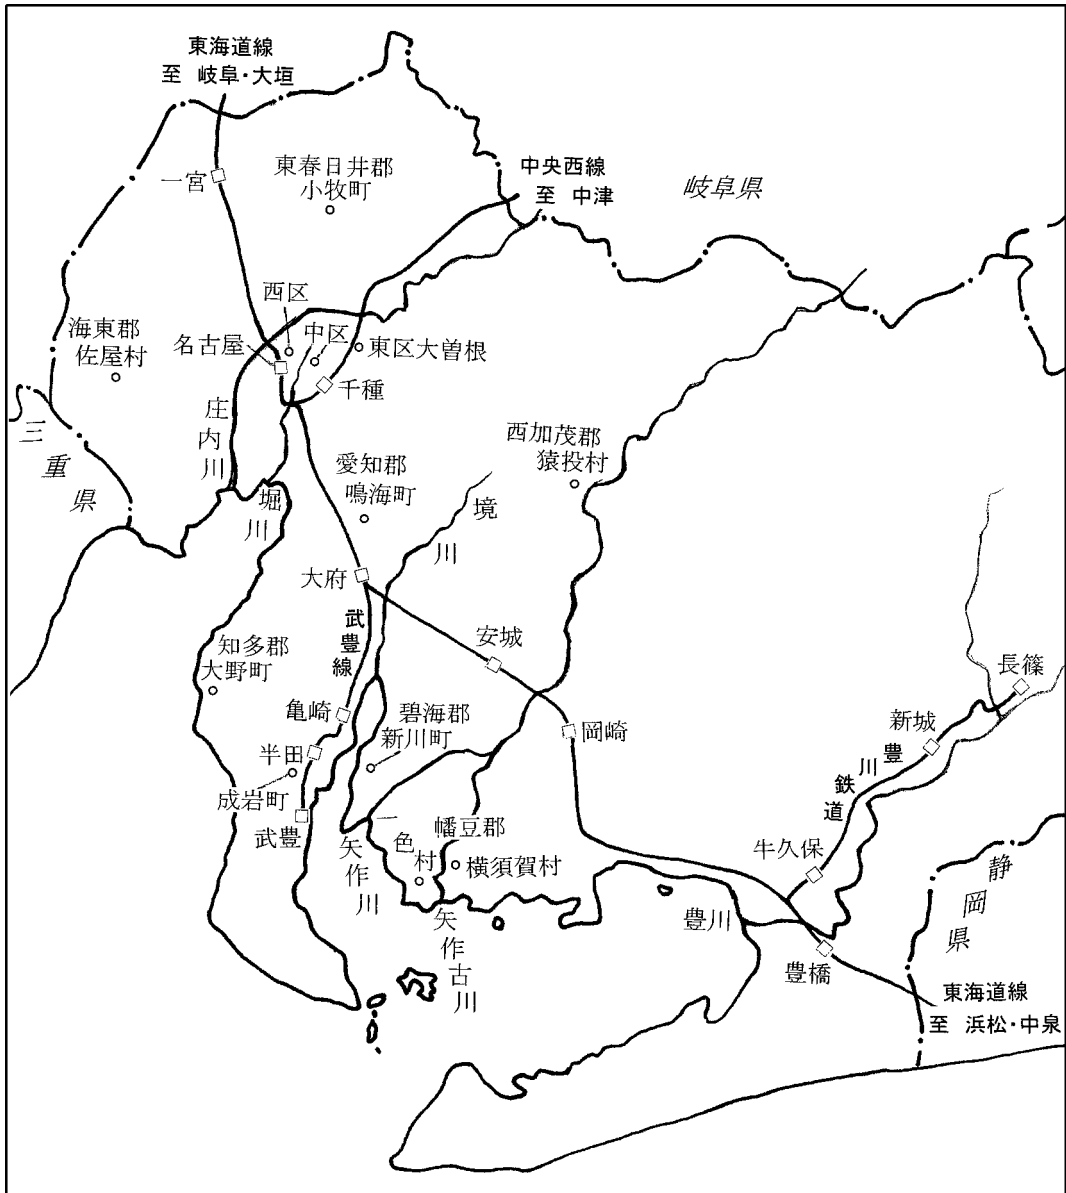 東海道線
至 岐阜・大垣
一宮
東春日井郡
小牧町
中央西線
至 中津
岐阜県
西区
中区
海東郡
佐屋村
名古屋
東区大曽根
千種
庄内川
三重県
西加茂郡
猿投村
愛知郡
鳴海町
堀川
境川
大府
武豊線
安城
知多郡
大野町
長篠
亀崎
碧海郡
新川町
岡崎
新城
半田
豊川鉄道
成岩町
武豊
幡豆郡
横須賀村
一色村
矢作川
牛久保
静岡県
豊川
矢作古川
豊橋
東海道線
至 浜松・中泉